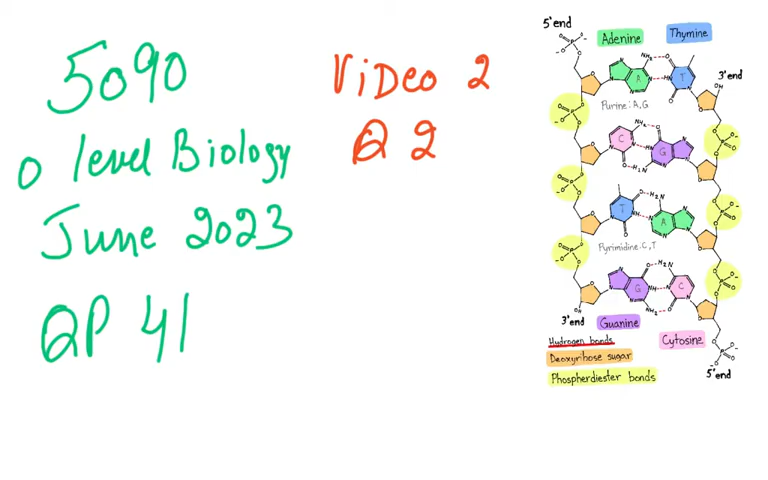 5090
O level Biology
June 2023
QP 41
Video 2
Q 2
5'end
Adenine
Thymine
3'end
A
T
Purine: A, G
C
G
T
A
Pyrimidine: C, T
G
C
3'end
Guanine
Cytosine
Hydrogen bonds
Deoxyribose sugar
5'end
Phospherdiester bonds